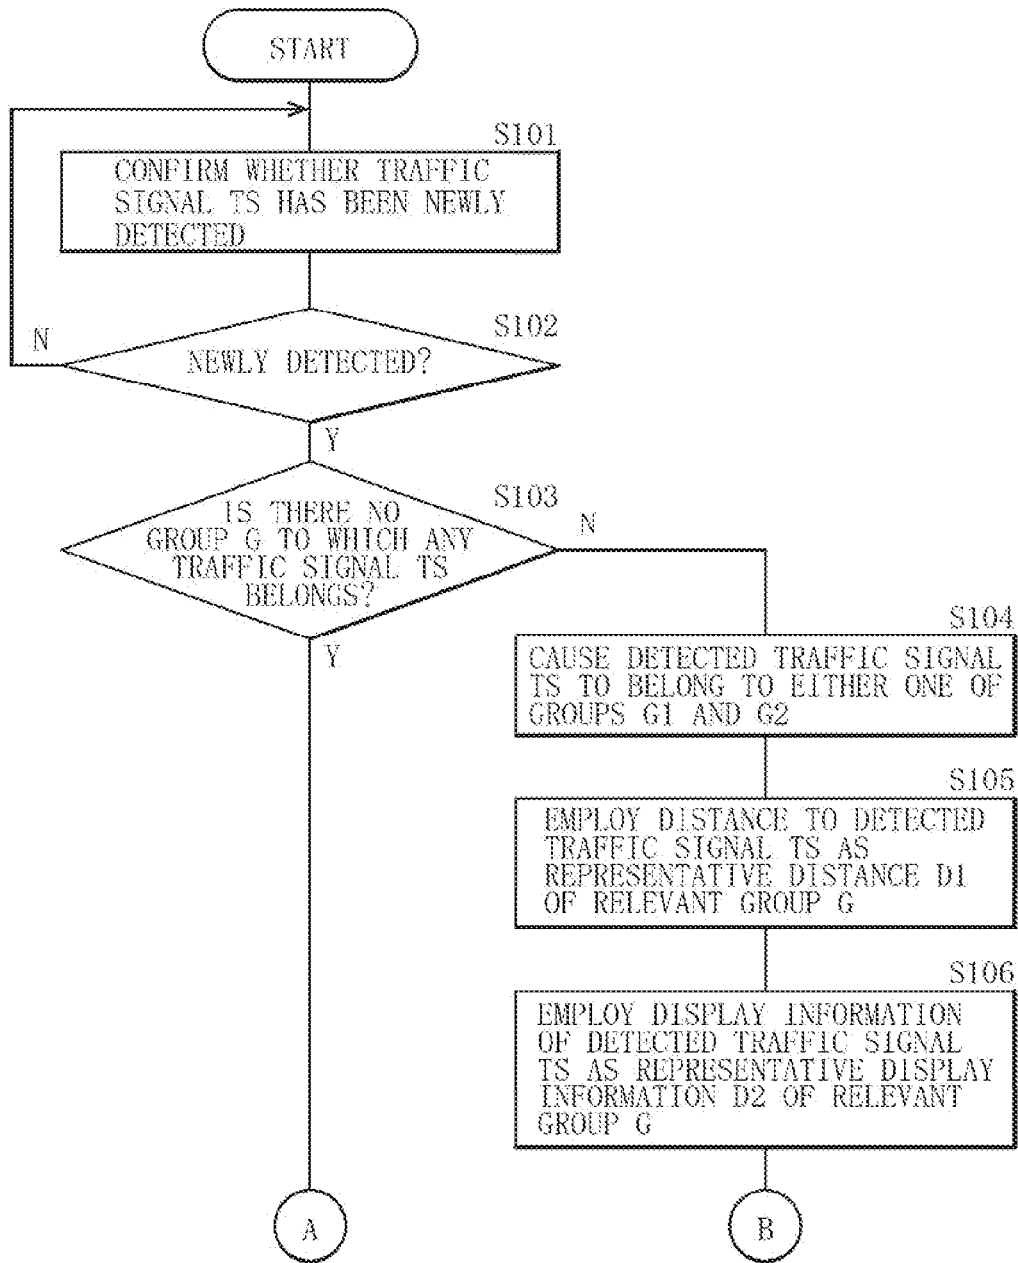 START
S101
CONFIRM WHETHER TRAFFIC
SIGNAL TS HAS BEEN NEWLY
DETECTED
N
S102
NEWLY DETECTED?
Y
S103
IS THERE NO
GROUP G TO WHICH ANY
TRAFFIC SIGNAL TS
BELONGS?
N
Y
S104
CAUSE DETECTED TRAFFIC SIGNAL
TS TO BELONG TO EITHER ONE OF
GROUPS G1 AND G2
S105
EMPLOY DISTANCE TO DETECTED
TRAFFIC SIGNAL TS AS
REPRESENTATIVE DISTANCE D1
OF RELEVANT GROUP G
S106
EMPLOY DISPLAY INFORMATION
OF DETECTED TRAFFIC SIGNAL
TS AS REPRESENTATIVE DISPLAY
INFORMATION D2 OF RELEVANT
GROUP G
A
B